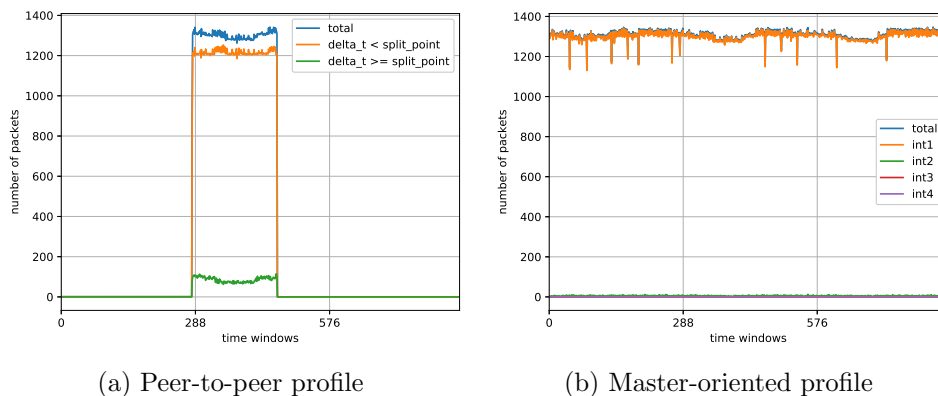 1400
1200
1000
800
600
400
200
0
number of packets
total
delta_t < split_point
delta_t >= split_point
0 288 576
time windows
(a) Peer-to-peer profile
1400
1200
1000
800
600
400
200
0
number of packets
total
int1
int2
int3
int4
0 288 576
time windows
(b) Master-oriented profile